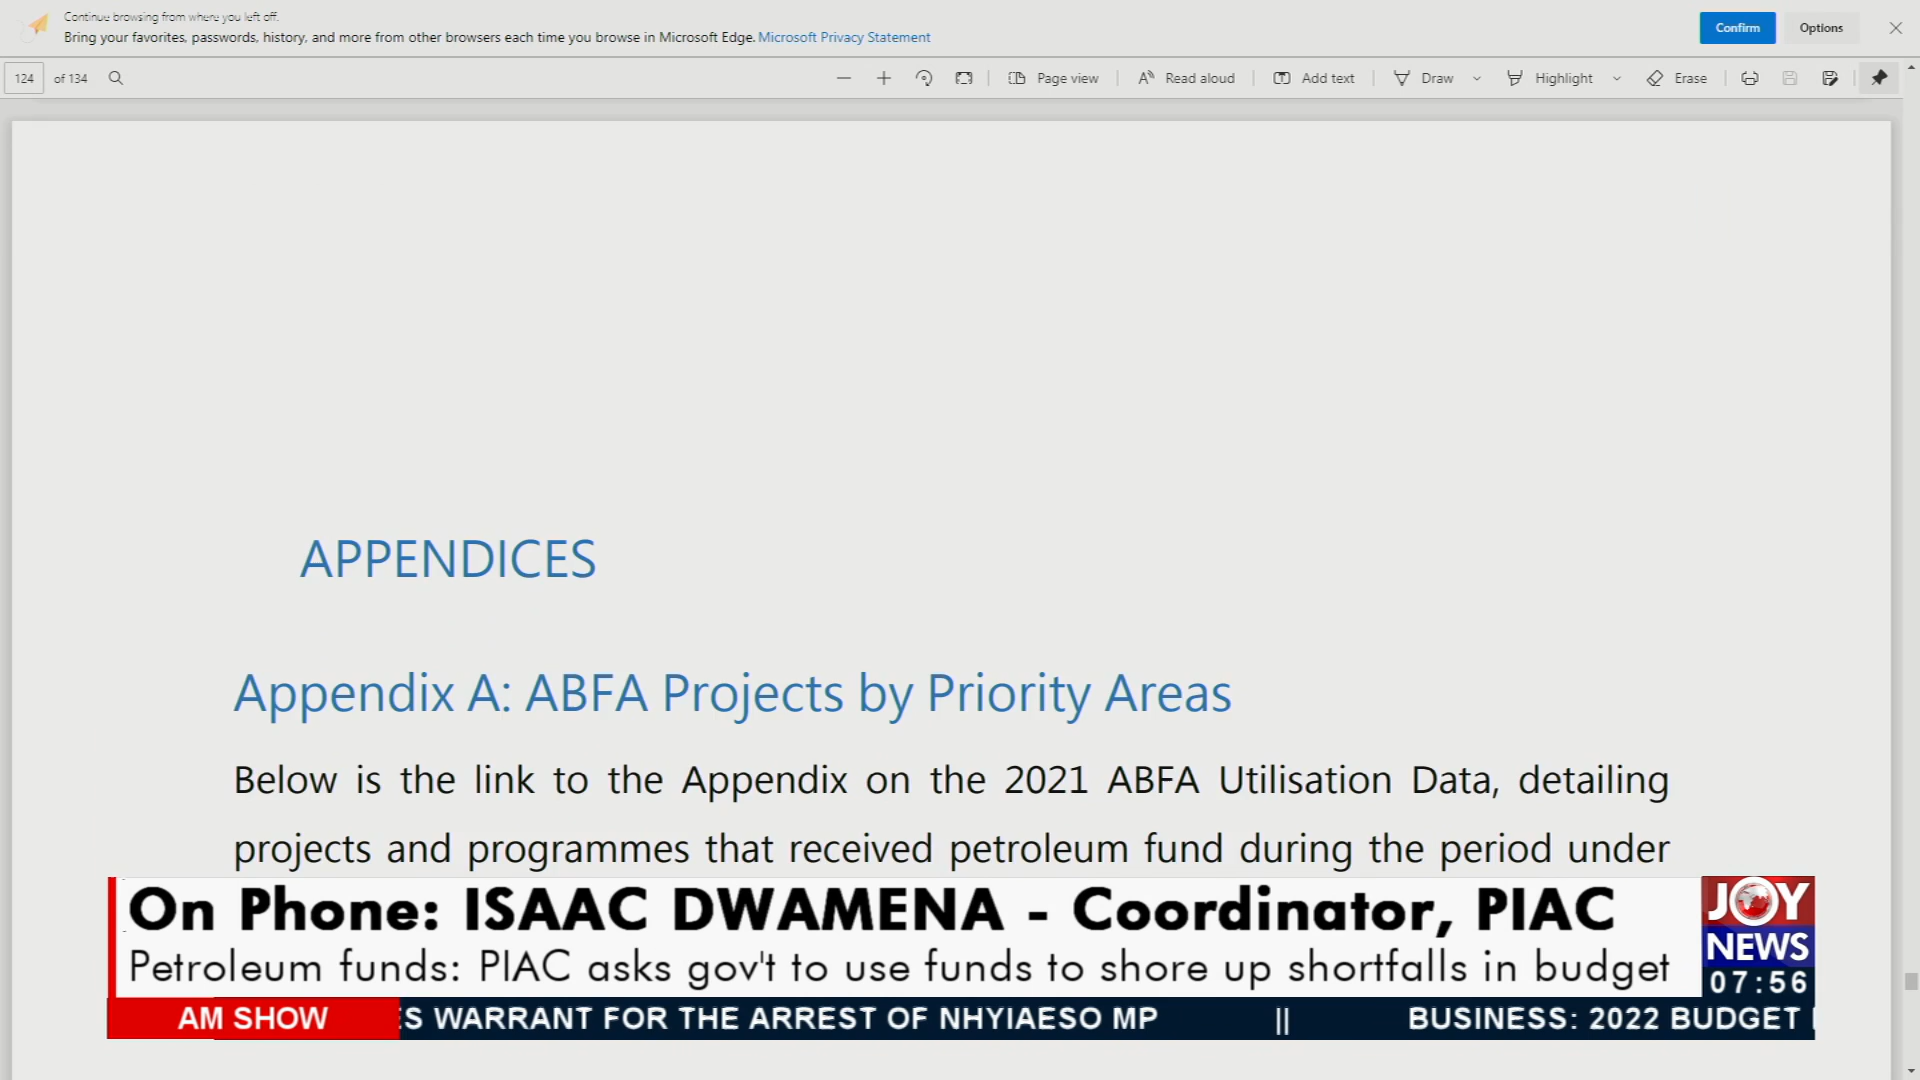 Continue browsing from where you left off.
Bring your favorites, passwords, history, and more from other browsers each time you browse in Microsoft Edge. Microsoft Privacy Statement
Confirm
Options
124 of 134
Page view
Read aloud
Add text
Draw
Highlight
Erase
APPENDICES
Appendix A: ABFA Projects by Priority Areas
Below is the link to the Appendix on the 2021 ABFA Utilisation Data, detailing
projects and programmes that received petroleum fund during the period under
On Phone: ISAAC DWAMENA - Coordinator, PIAC
Petroleum funds: PIAC asks gov't to use funds to shore up shortfalls in budget
JOY
NEWS
07:56
AM SHOW
ES WARRANT FOR THE ARREST OF NHYIAESO MP || BUSINESS: 2022 BUDGET